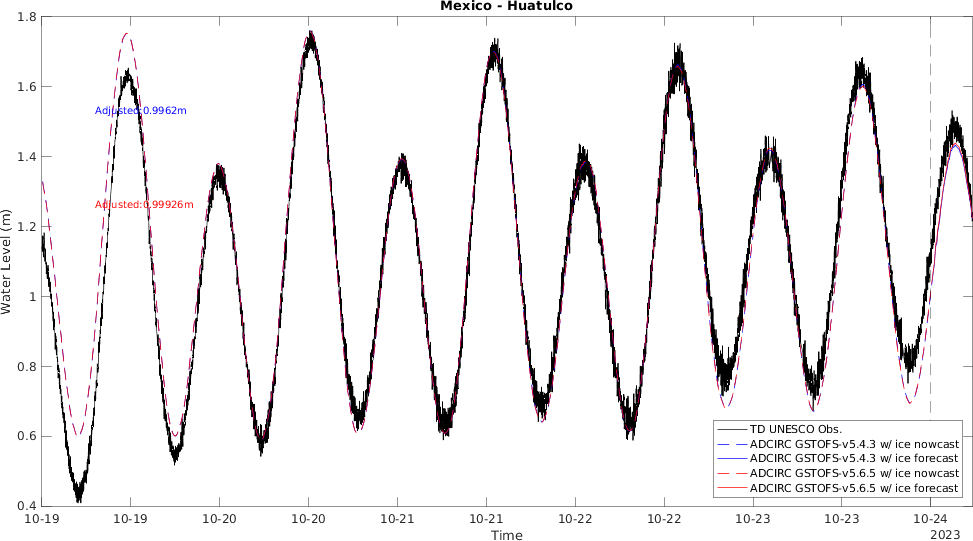 Mexico - Huatulco
1.8
1.6
1.4
1.2
1
0.8
0.6
0.4
Water Level (m)
Adjusted:0.9962m
Adjusted:0.99926m
TD UNESCO Obs.
ADCIRC GSTOFS-v5.4.3 w/ ice nowcast
ADCIRC GSTOFS-v5.4.3 w/ ice forecast
ADCIRC GSTOFS-v5.6.5 w/ ice nowcast
ADCIRC GSTOFS-v5.6.5 w/ ice forecast
10-19 10-19 10-20 10-20 10-21 10-21 10-22 10-22 10-23 10-23 10-24
Time
2023